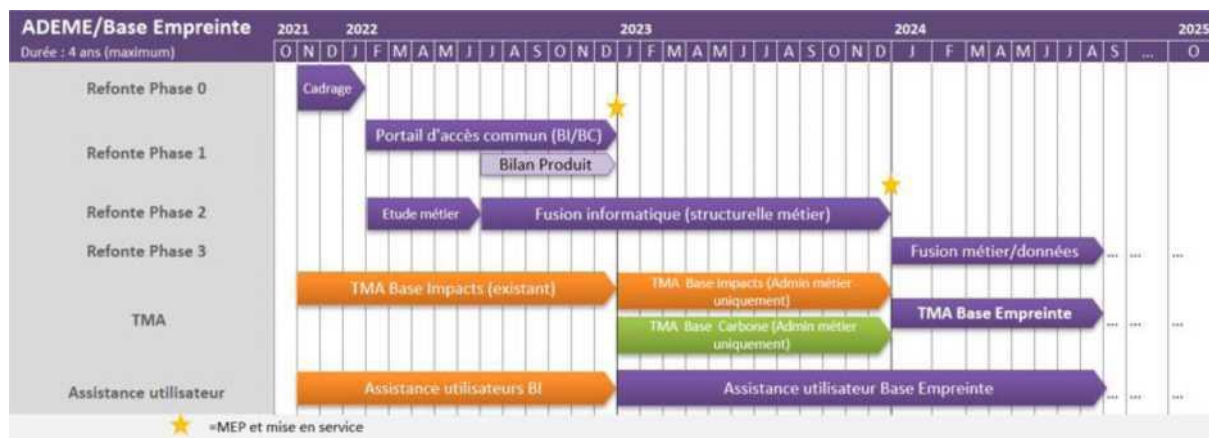 ADEME/Base Empreinte 2021 2022 2023 2024 2025
Durée : 4 ans (maximum) O N D J F M A M J J A S O N D J F M A M J J A S O N D J F M A M J J A S ... O
Refonte Phase 0 Cadrage
Portail d'accès commun (BI/BC)
Refonte Phase 1
Bilan Produit
Refonte Phase 2 Etude métier Fusion informatique (structurelle métier)
Refonte Phase 3 Fusion métier/données ... ... ...
TMA Base Impacts (existant) TMA Base Impacts (Admin métier
uniquement)
TMA TMA Base Empreinte ... ... ...
TMA Base Carbone (Admin métier
uniquement)
Assistance utilisateur Assistance utilisateurs BI Assistance utilisateur Base Empreinte ... ... ...
=MEP et mise en service